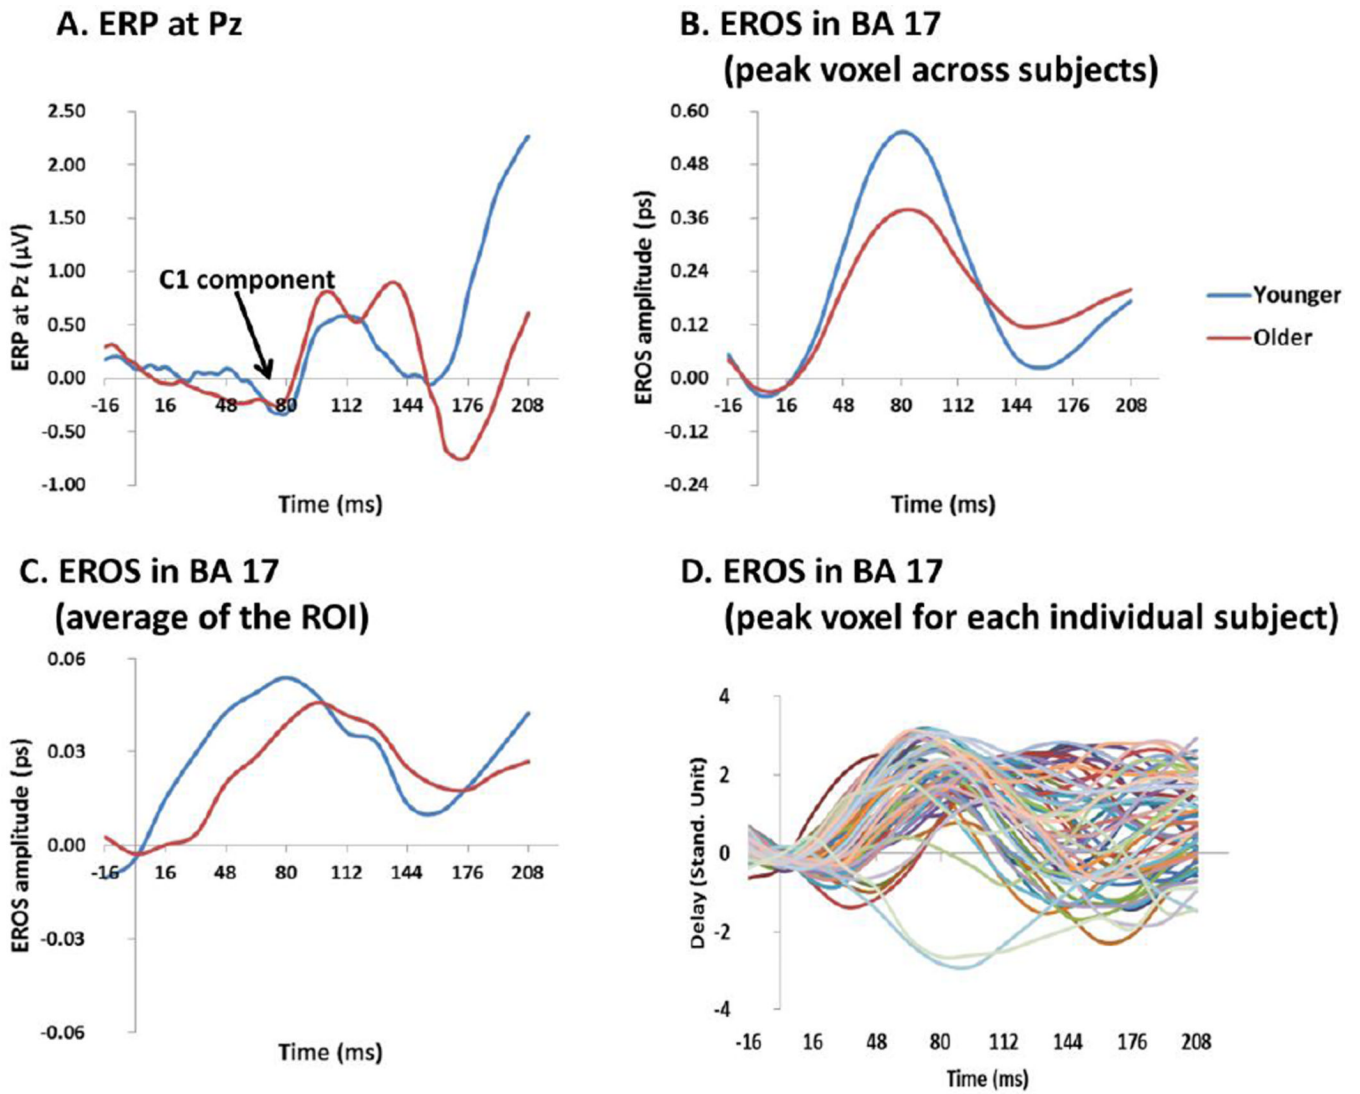 A. ERP at Pz
2.50
2.00
1.50
1.00
0.50
0.00
-0.50
-1.00
ERP at Pz (µV)
C1 component
-16 16 48 80 112 144 176 208
Time (ms)
B. EROS in BA 17
(peak voxel across subjects)
0.60
0.48
0.36
0.24
0.12
0.00
-0.12
-0.24
EROS amplitude (ps)
-16 16 48 80 112 144 176 208
Time (ms)
Younger
Older
C. EROS in BA 17
(average of the ROI)
0.06
0.03
0.00
-0.03
-0.06
EROS amplitude (ps)
-16 16 48 80 112 144 176 208
Time (ms)
D. EROS in BA 17
(peak voxel for each individual subject)
4
2
0
-2
-4
Delay (Stand. Unit)
-16 16 48 80 112 144 176 208
Time (ms)